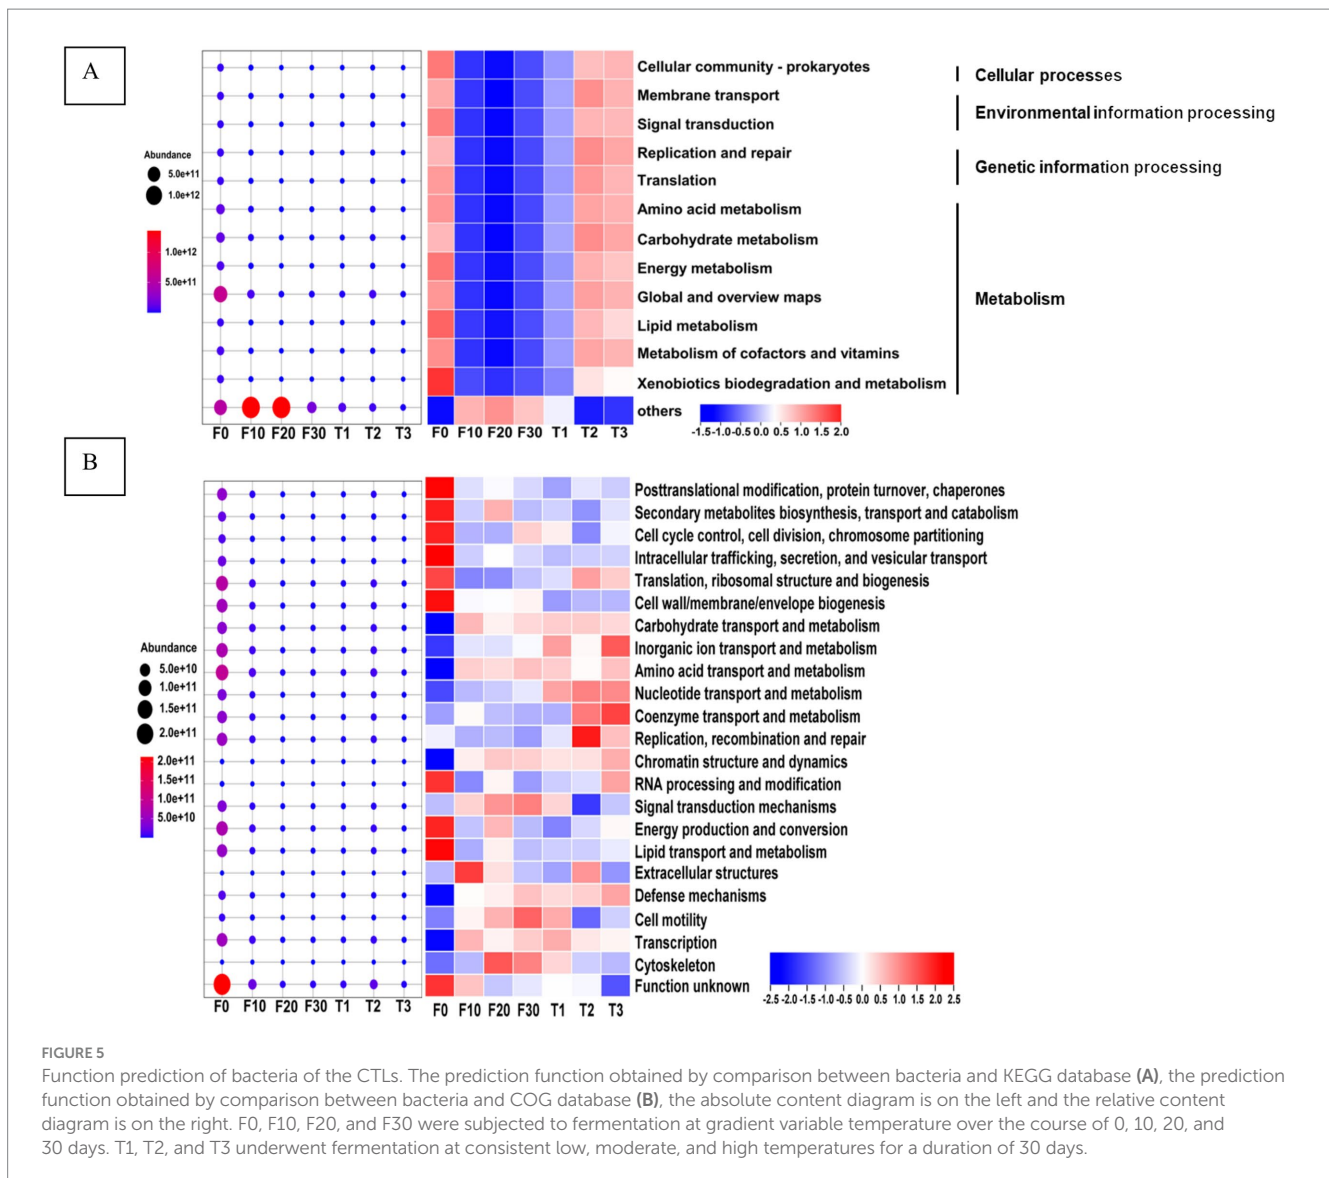 A
Cellular community - prokaryotes
Membrane transport
Signal transduction
Replication and repair
Translation
Amino acid metabolism
Carbohydrate metabolism
Energy metabolism
Global and overview maps
Lipid metabolism
Metabolism of cofactors and vitamins
Xenobiotics biodegradation and metabolism
others
Cellular processes
Environmental information processing
Genetic information processing
Metabolism
Abundance
5.0e+11
1.0e+12
1.0e+12
5.0e+11
F0 F10 F20 F30 T1 T2 T3
F0 F10 F20 F30 T1 T2 T3
-1.5 -1.0 -0.5 0.0 0.5 1.0 1.5 2.0
B
Posttranslational modification, protein turnover, chaperones
Secondary metabolites biosynthesis, transport and catabolism
Cell cycle control, cell division, chromosome partitioning
Intracellular trafficking, secretion, and vesicular transport
Translation, ribosomal structure and biogenesis
Cell wall/membrane/envelope biogenesis
Carbohydrate transport and metabolism
Inorganic ion transport and metabolism
Amino acid transport and metabolism
Nucleotide transport and metabolism
Coenzyme transport and metabolism
Replication, recombination and repair
Chromatin structure and dynamics
RNA processing and modification
Signal transduction mechanisms
Energy production and conversion
Lipid transport and metabolism
Extracellular structures
Defense mechanisms
Cell motility
Transcription
Cytoskeleton
Function unknown
Abundance
5.0e+10
1.0e+11
1.5e+11
2.0e+11
2.0e+11
1.5e+11
1.0e+11
5.0e+10
F0 F10 F20 F30 T1 T2 T3
F0 F10 F20 F30 T1 T2 T3
-2.5 -2.0 -1.5 -1.0 -0.5 0.0 0.5 1.0 1.5 2.0 2.5
FIGURE 5
Function prediction of bacteria of the CTLs. The prediction function obtained by comparison between bacteria and KEGG database (A), the prediction
function obtained by comparison between bacteria and COG database (B), the absolute content diagram is on the left and the relative content
diagram is on the right. F0, F10, F20, and F30 were subjected to fermentation at gradient variable temperature over the course of 0, 10, 20, and
30 days. T1, T2, and T3 underwent fermentation at consistent low, moderate, and high temperatures for a duration of 30 days.